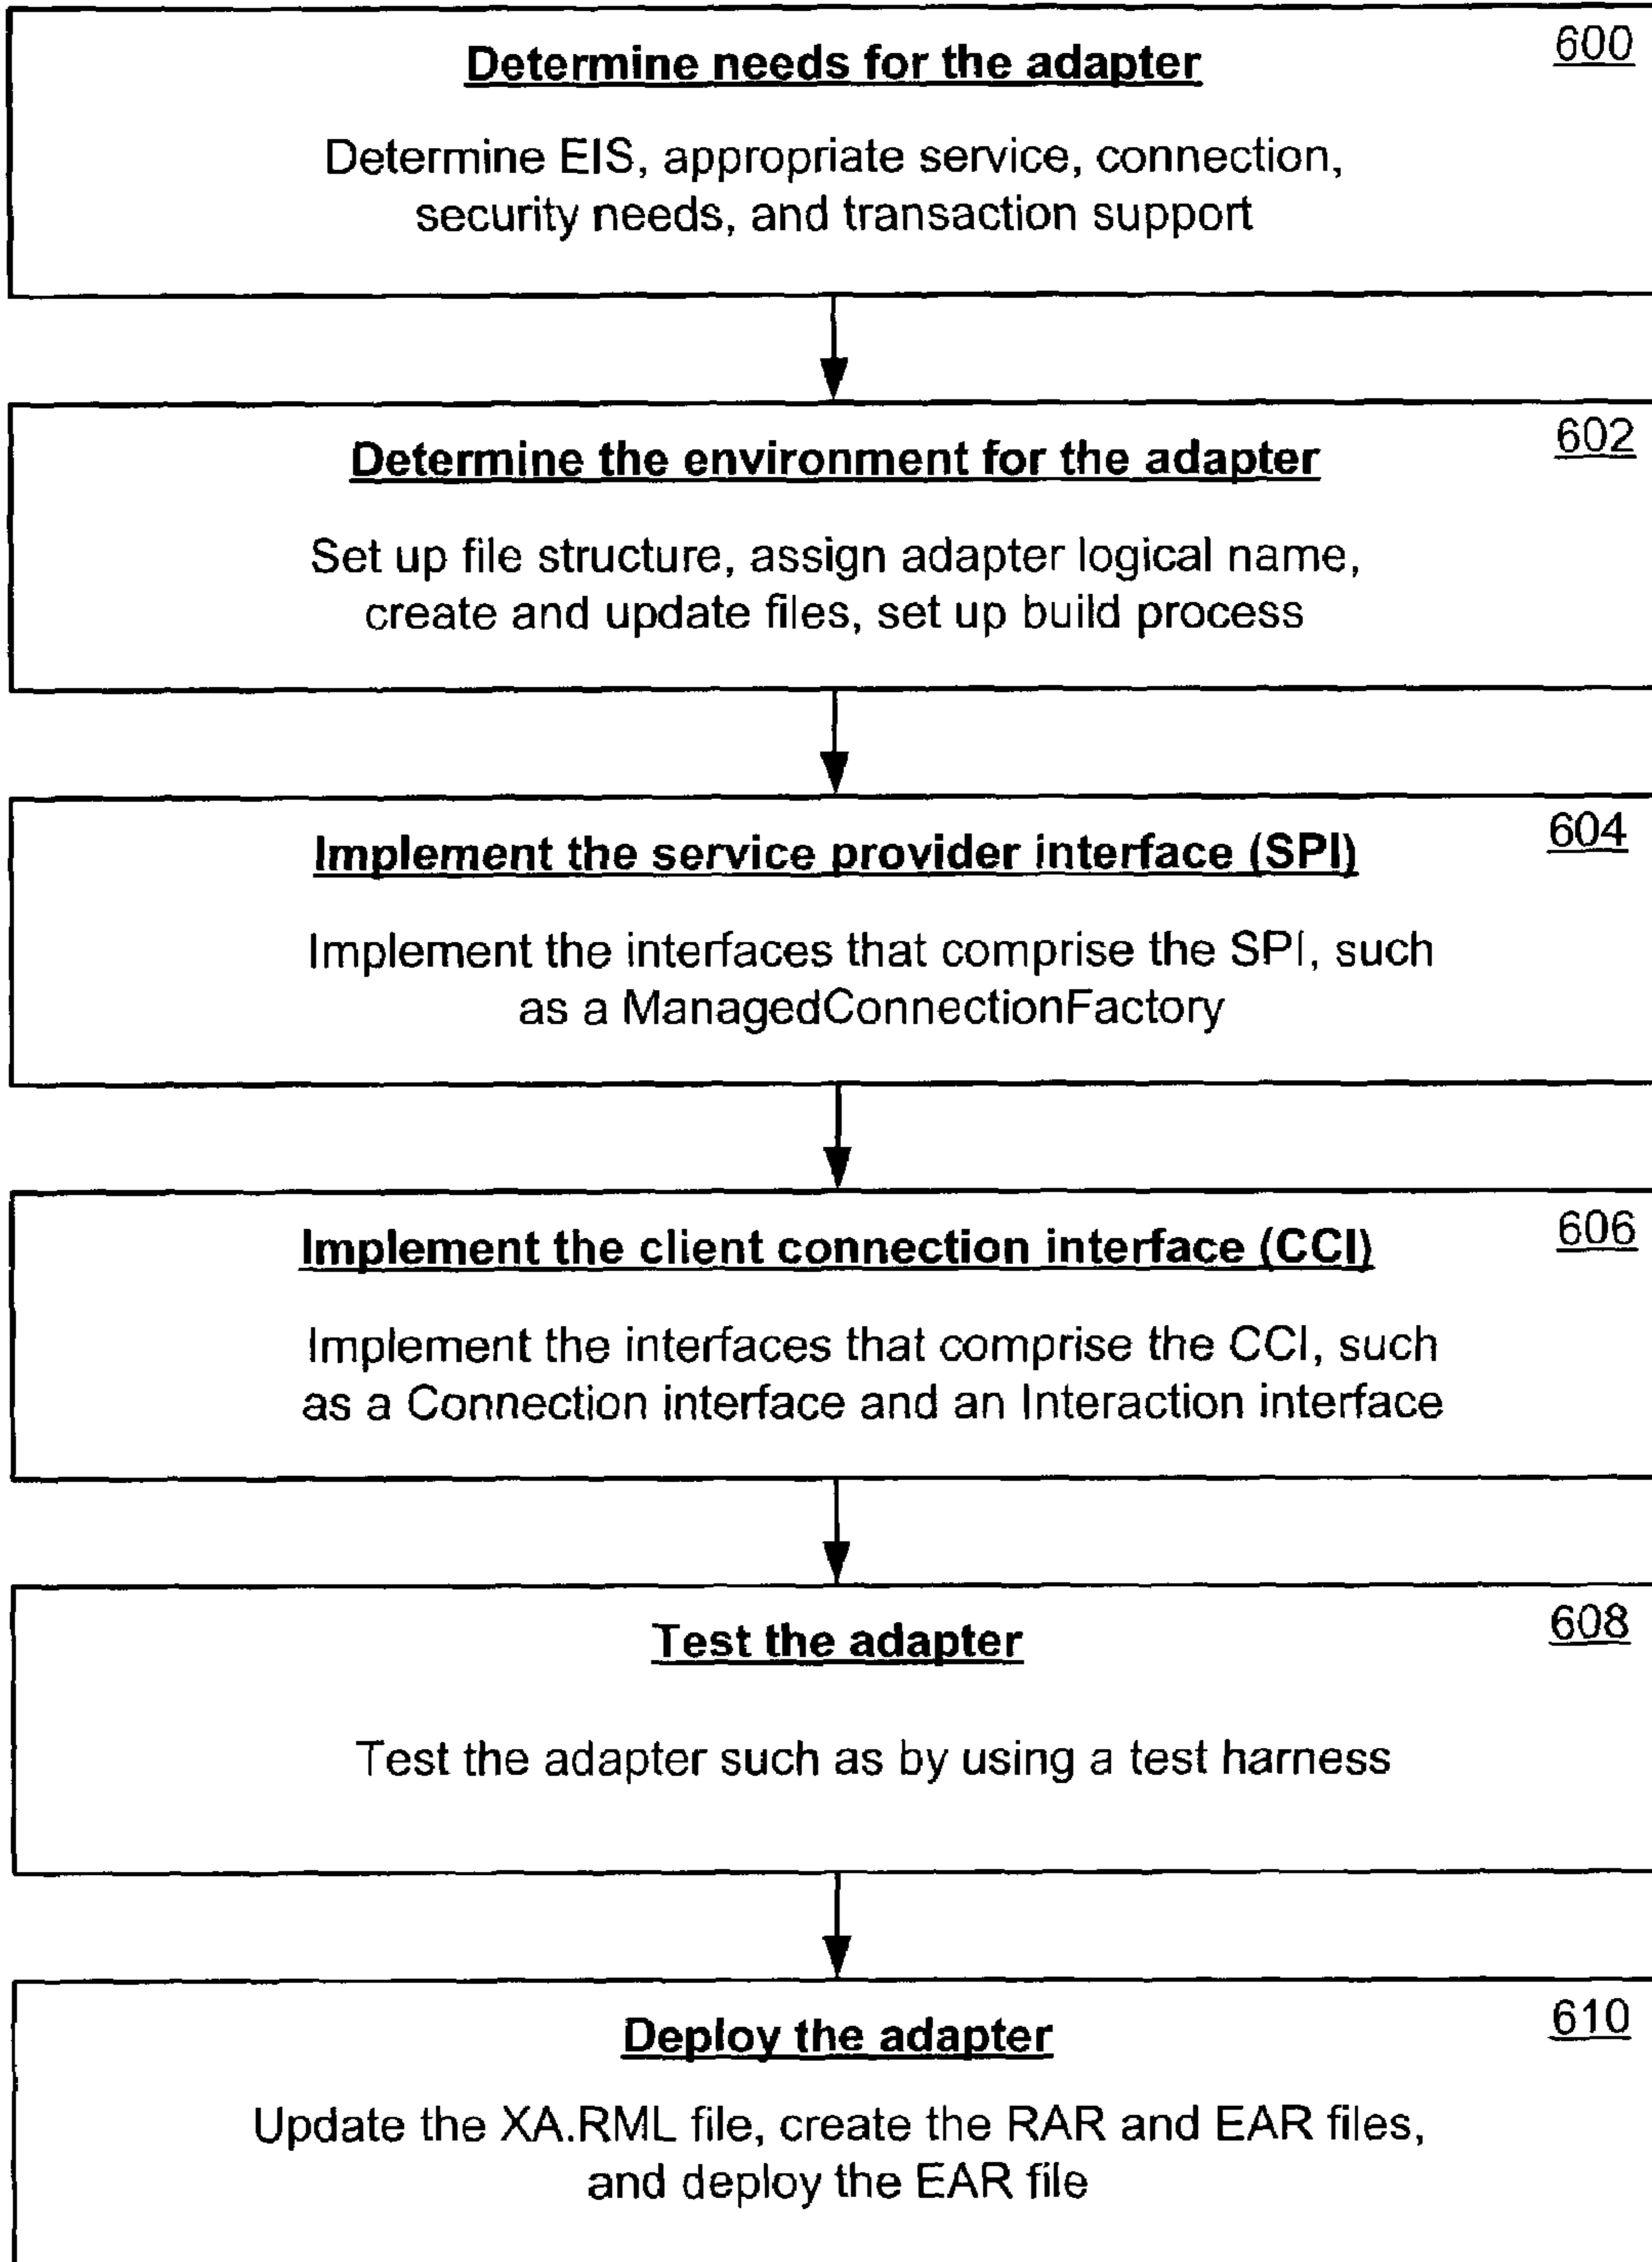 Determine needs for the adapter 600
Determine EIS, appropriate service, connection,
security needs, and transaction support
Determine the environment for the adapter 602
Set up file structure, assign adapter logical name,
create and update files, set up build process
Implement the service provider interface (SPI) 604
Implement the interfaces that comprise the SPI, such
as a ManagedConnectionFactory
Implement the client connection interface (CCI) 606
Implement the interfaces that comprise the CCI, such
as a Connection interface and an Interaction interface
Test the adapter 608
Test the adapter such as by using a test harness
Deploy the adapter 610
Update the XA.RML file, create the RAR and EAR files,
and deploy the EAR file